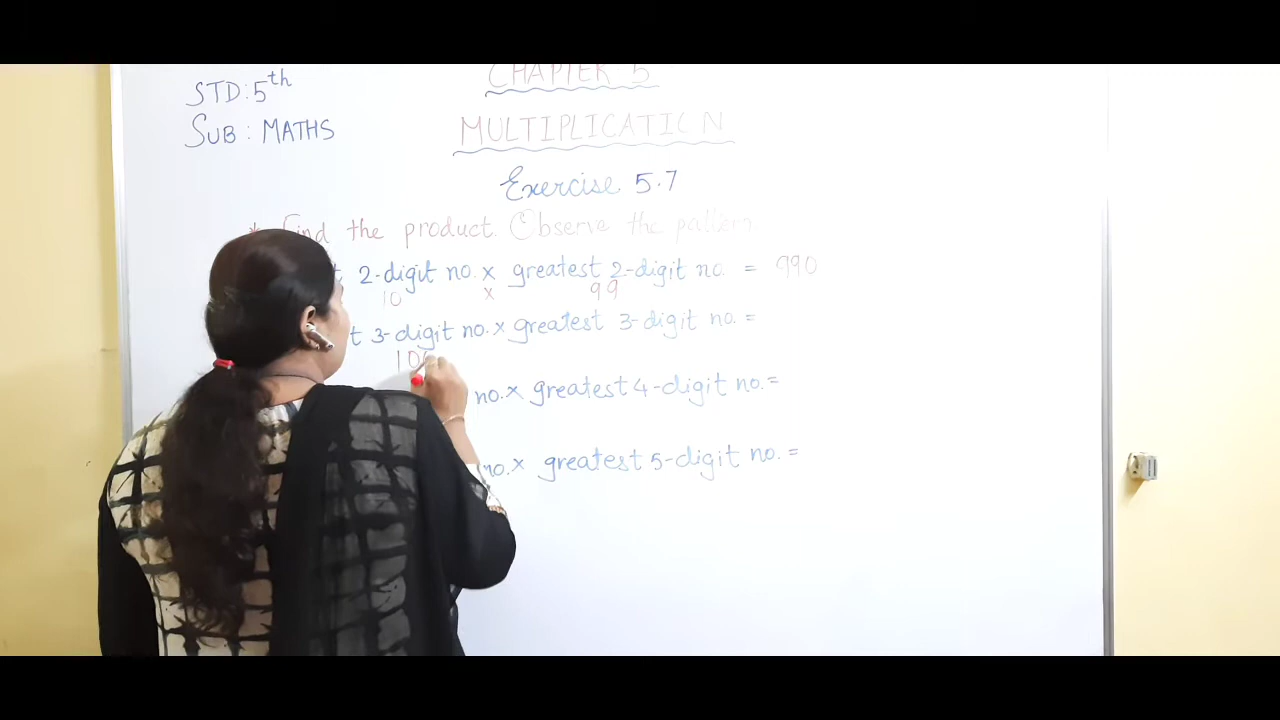 STD: 5th
SUB: MATHS
CHAPTER 5
MULTIPLICATION
Exercise 5.7
* Find the product. Observe the pattern.
t 2-digit no. x greatest 2-digit no. = 990
10 x 99
t 3-digit no. x greatest 3-digit no. =
100
no. x greatest 4-digit no. =
no. x greatest 5-digit no. =